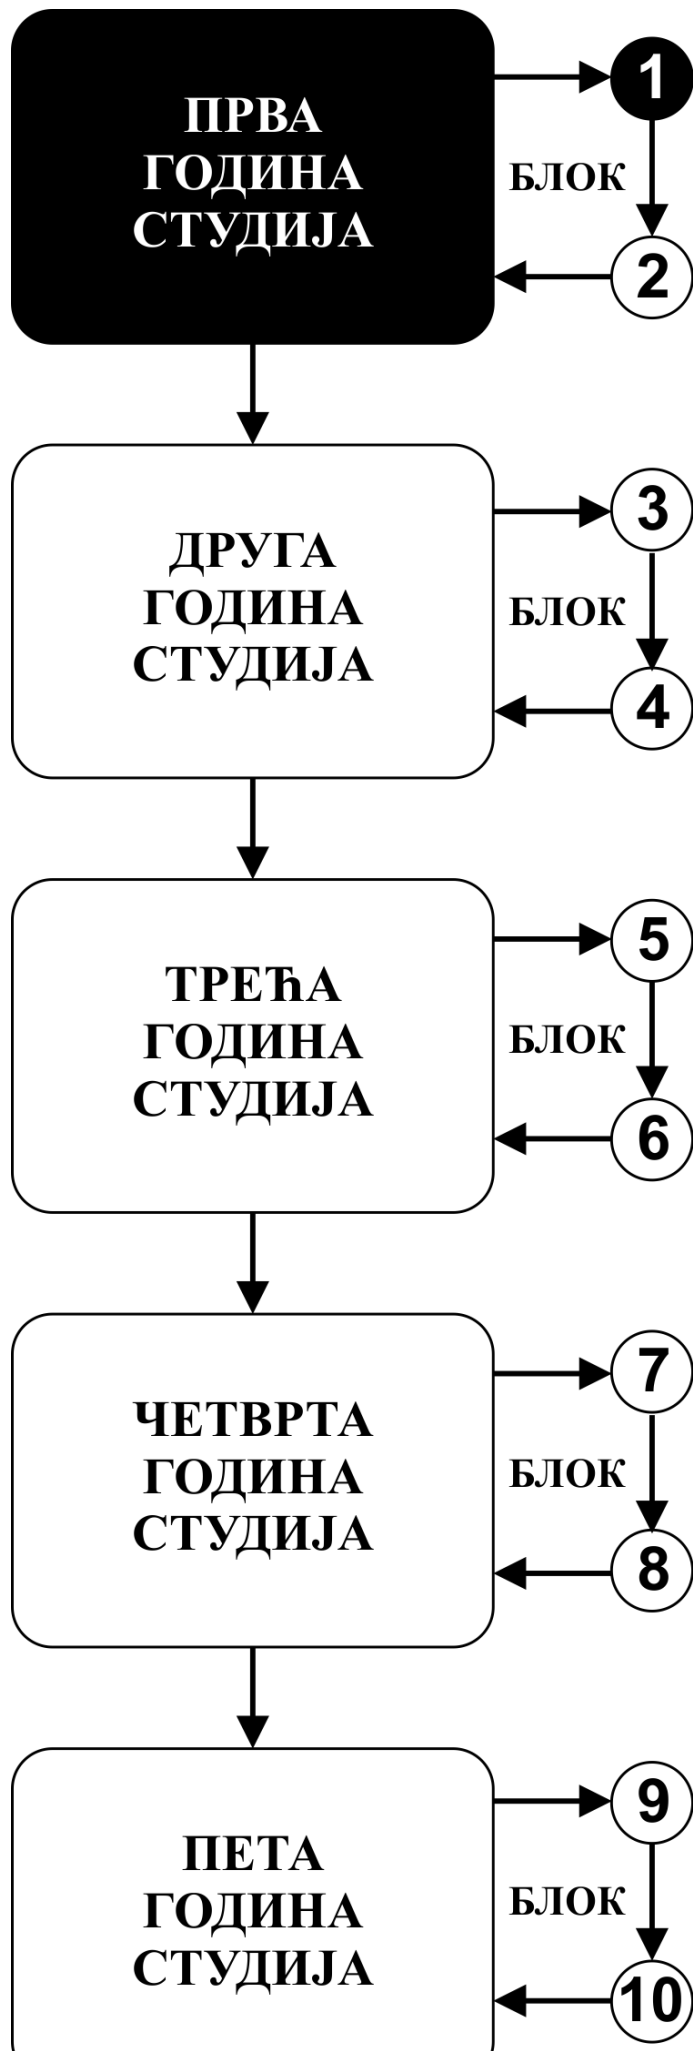 ПРВА
ГОДИНА
СТУДИЈА
1
БЛОК
2
ДРУГА
ГОДИНА
СТУДИЈА
3
БЛОК
4
ТРЕЋА
ГОДИНА
СТУДИЈА
5
БЛОК
6
ЧЕТВРТА
ГОДИНА
СТУДИЈА
7
БЛОК
8
ПЕТА
ГОДИНА
СТУДИЈА
9
БЛОК
10